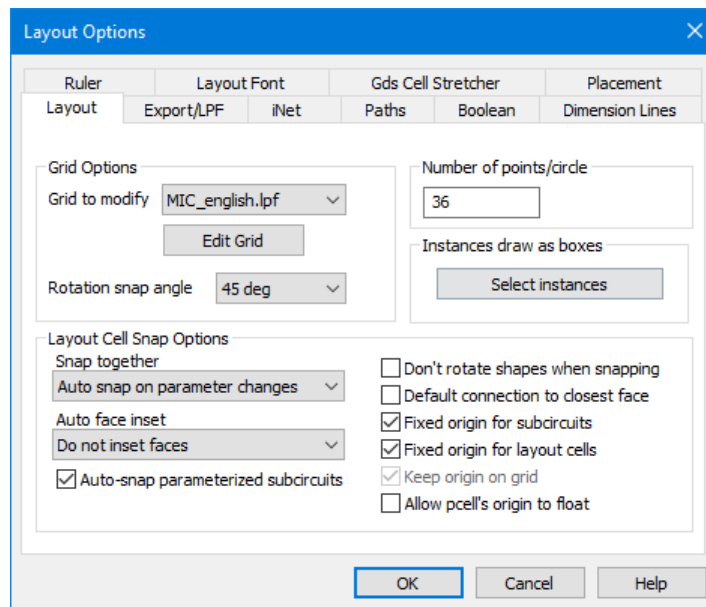 Layout Options
Ruler Layout Font Gds Cell Stretcher Placement
Layout Export/LPF iNet Paths Boolean Dimension Lines
Grid Options
Grid to modify MIC_english.lpf
Edit Grid
Rotation snap angle 45 deg
Number of points/circle
36
Instances draw as boxes
Select instances
Layout Cell Snap Options
Snap together
Auto snap on parameter changes
Auto face inset
Do not inset faces
Auto-snap parameterized subcircuits
Don't rotate shapes when snapping
Default connection to closest face
Fixed origin for subcircuits
Fixed origin for layout cells
Keep origin on grid
Allow pcell's origin to float
OK Cancel Help